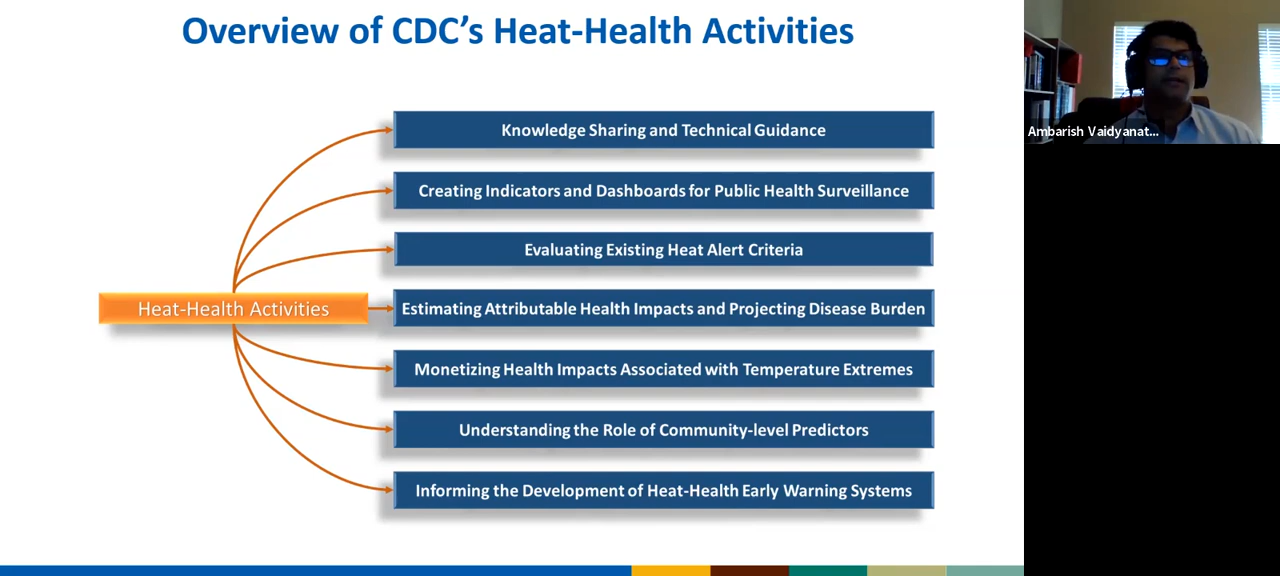 Overview of CDC's Heat-Health Activities
Ambarish Vaidyanat...
Knowledge Sharing and Technical Guidance
Creating Indicators and Dashboards for Public Health Surveillance
Evaluating Existing Heat Alert Criteria
Heat-Health Activities
Estimating Attributable Health Impacts and Projecting Disease Burden
Monetizing Health Impacts Associated with Temperature Extremes
Understanding the Role of Community-level Predictors
Informing the Development of Heat-Health Early Warning Systems